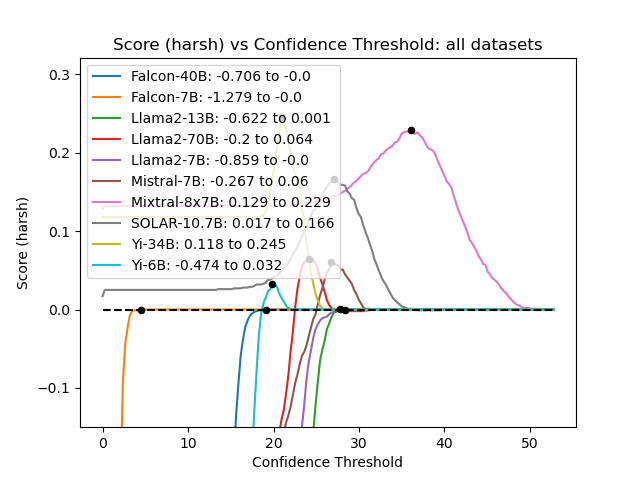 Score (harsh) vs Confidence Threshold: all datasets
Falcon-40B: -0.706 to -0.0
Falcon-7B: -1.279 to -0.0
Llama2-13B: -0.622 to 0.001
Llama2-70B: -0.2 to 0.064
Llama2-7B: -0.859 to -0.0
Mistral-7B: -0.267 to 0.06
Mixtral-8x7B: 0.129 to 0.229
SOLAR-10.7B: 0.017 to 0.166
Yi-34B: 0.118 to 0.245
Yi-6B: -0.474 to 0.032
Score (harsh)
0.3
0.2
0.1
0.0
−0.1
0 10 20 30 40 50
Confidence Threshold